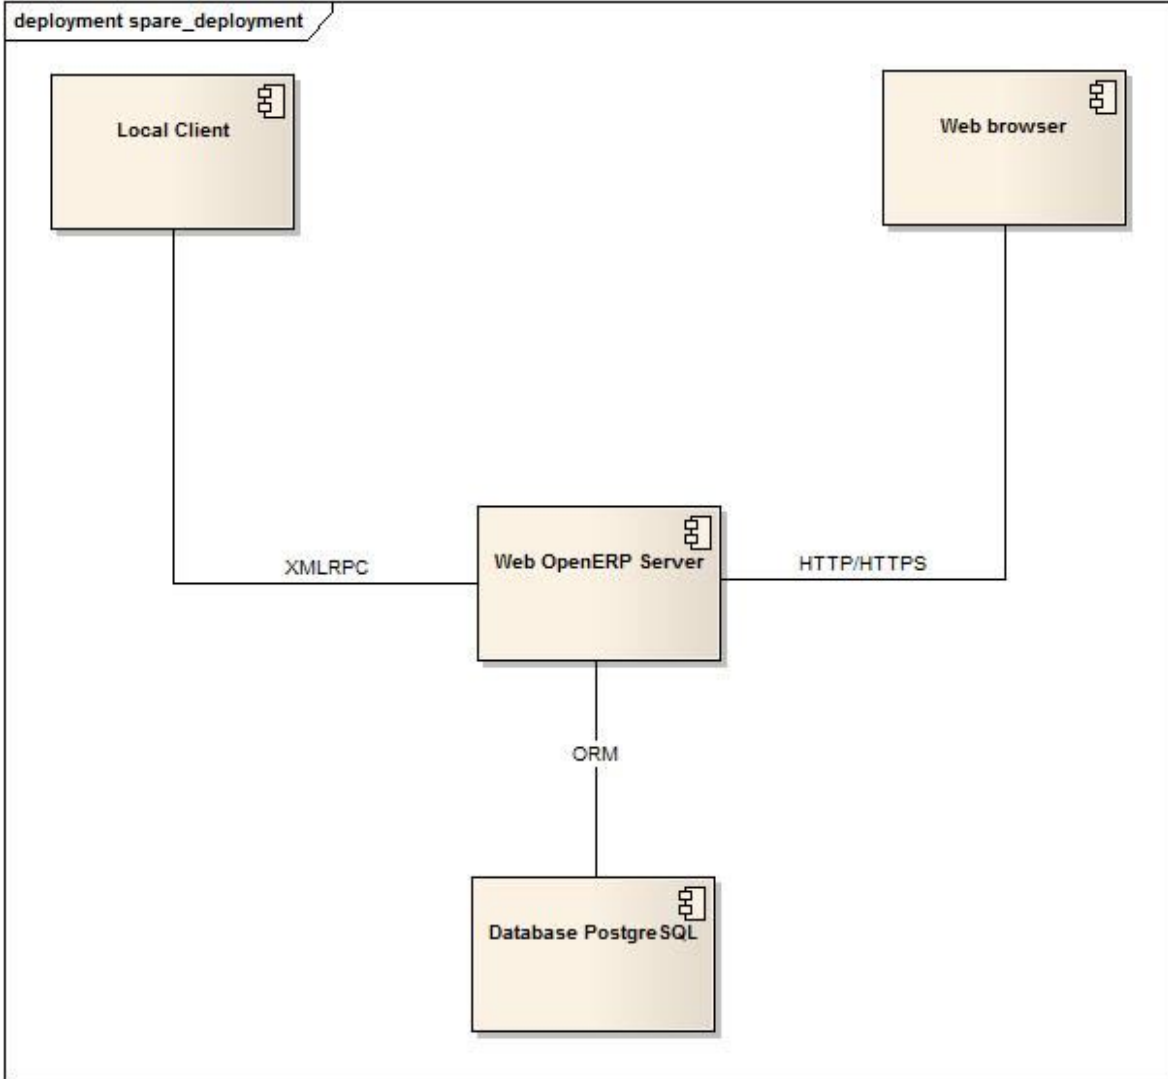 deployment spare_deployment
Local Client
Web browser
Web OpenERP Server
XMLRPC
HTTP/HTTPS
ORM
Database PostgreSQL